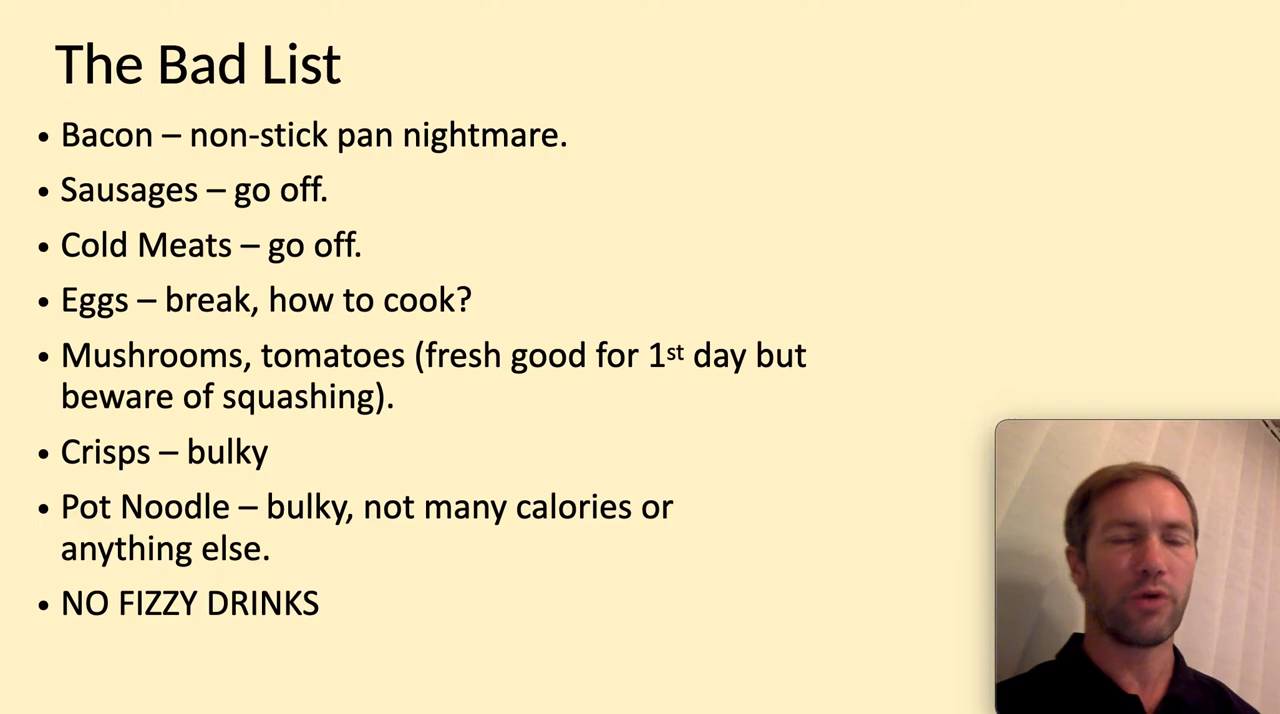 The Bad List
• Bacon – non-stick pan nightmare.
• Sausages – go off.
• Cold Meats – go off.
• Eggs – break, how to cook?
• Mushrooms, tomatoes (fresh good for 1st day but
beware of squashing).
• Crisps – bulky
• Pot Noodle – bulky, not many calories or
anything else.
• NO FIZZY DRINKS